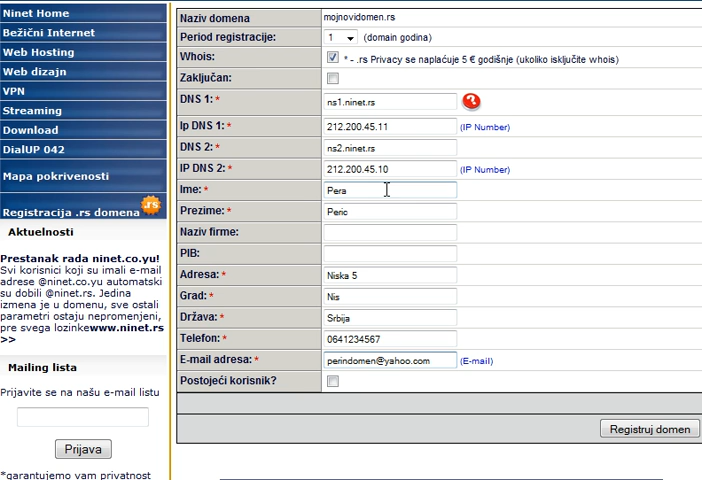 Ninet Home
Bežični Internet
Web Hosting
Web dizajn
VPN
Streaming
Download
DialUP 042
Mapa pokrivenosti
Registracija .rs domena
.rs
Aktuelnosti
Prestanak rada ninet.co.yu!
Svi korisnici koji su imali e-mail
adrese @ninet.co.yu automatski
su dobili @ninet.rs. Jedina
izmena je u domenu, sve ostali
parametri ostaju nepromenjeni,
pre svega lozinkewww.ninet.rs
>>
Mailing lista
Prijavite se na našu e-mail listu
Prijava
*garantujemo vam privatnost
Naziv domena mojnovidomen.rs
Period registracije: 1 (domain godina)
Whois: * - .rs Privacy se naplaćuje 5 € godišnje (ukoliko isključite whois)
Zaključan:
DNS 1: * ns1.ninet.rs ?
Ip DNS 1: * 212.200.45.11 (IP Number)
DNS 2: * ns2.ninet.rs
IP DNS 2: * 212.200.45.10 (IP Number)
Ime: * Pera
Prezime: * Peric
Naziv firme:
PIB:
Adresa: * Niska 5
Grad: * Nis
Država: * Srbija
Telefon: * 0641234567
E-mail adresa: * perindomen@yahoo.com (E-mail)
Postojeći korisnik?
Registruj domen